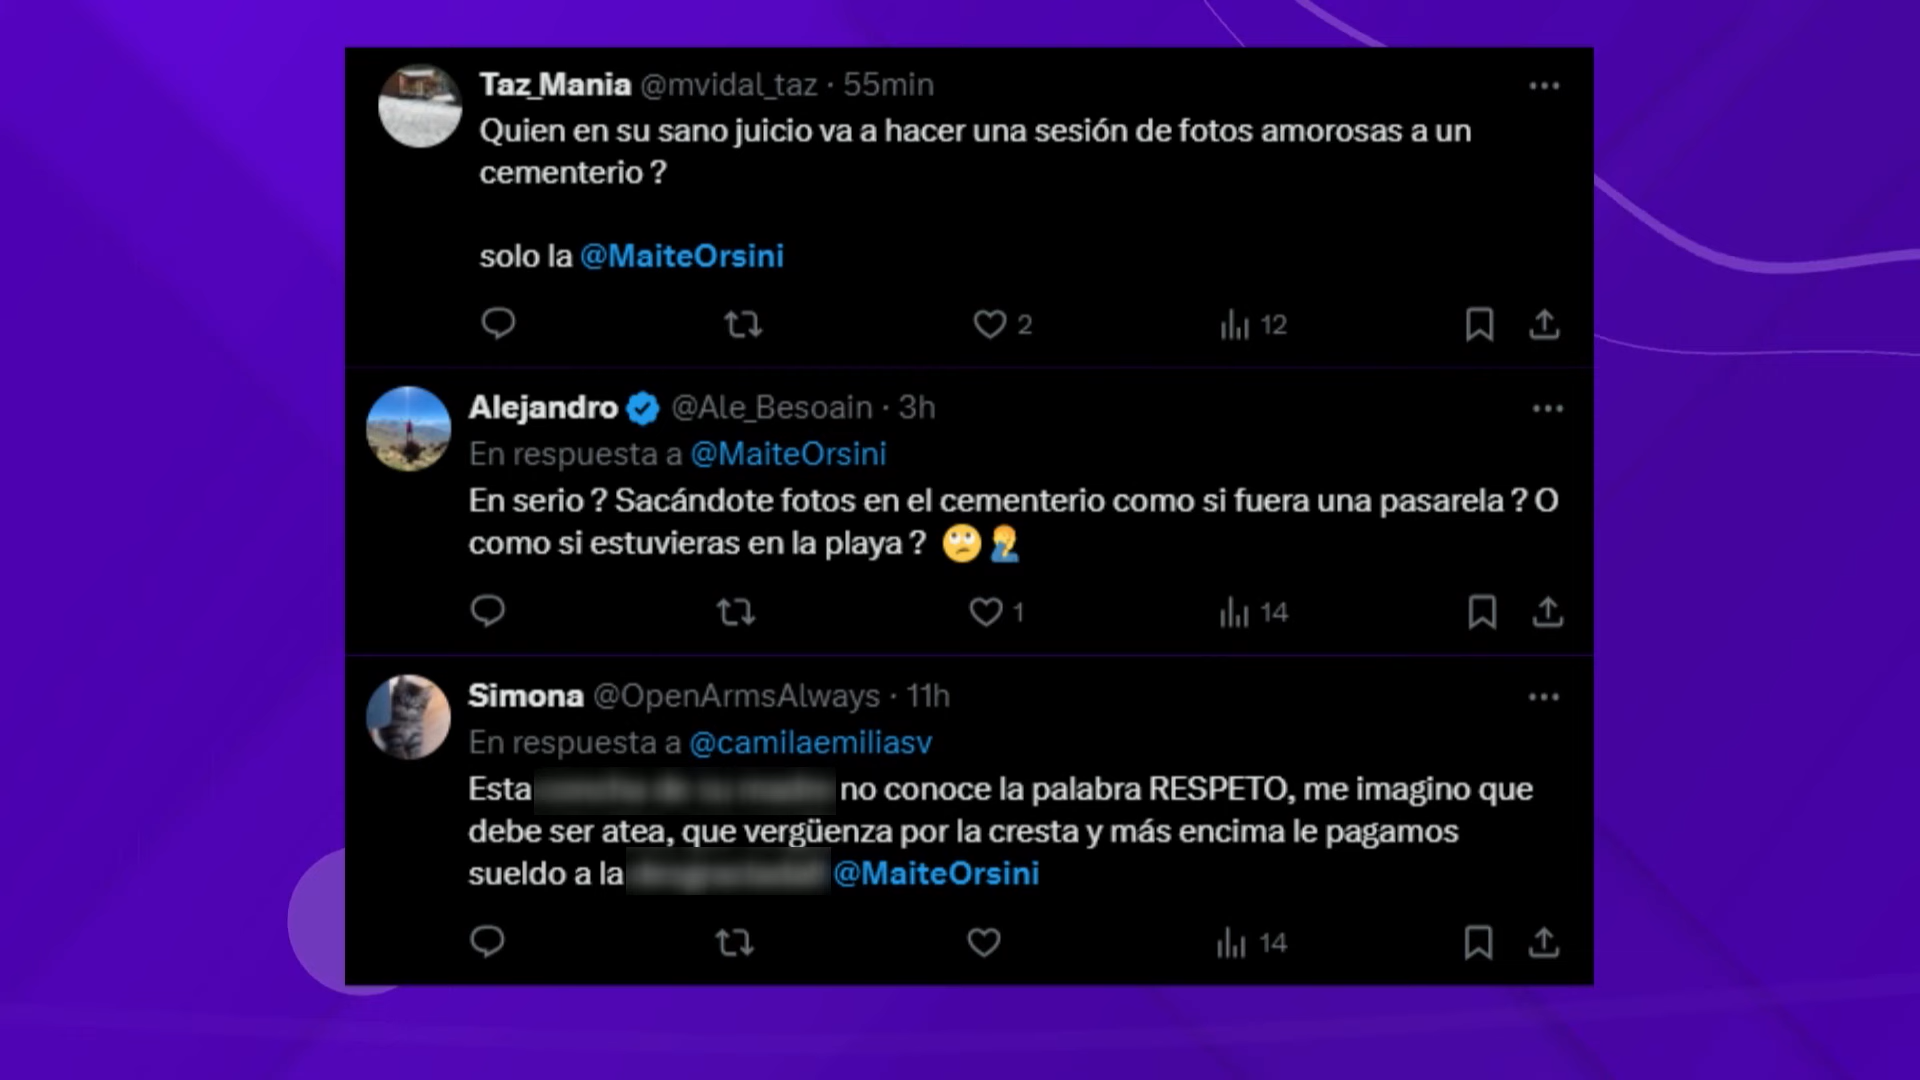 Taz_Mania @mvidal_taz · 55min
Quien en su sano juicio va a hacer una sesión de fotos amorosas a un
cementerio ?
solo la @MaiteOrsini
2 12
Alejandro @Ale_Besoain · 3h
En respuesta a @MaiteOrsini
En serio ? Sacándote fotos en el cementerio como si fuera una pasarela ? O
como si estuvieras en la playa ? 🙄🤦‍♂️
1 14
Simona @OpenArmsAlways · 11h
En respuesta a @camilaemiliasv
Esta no conoce la palabra RESPETO, me imagino que
debe ser atea, que vergüenza por la cresta y más encima le pagamos
sueldo a la @MaiteOrsini
14